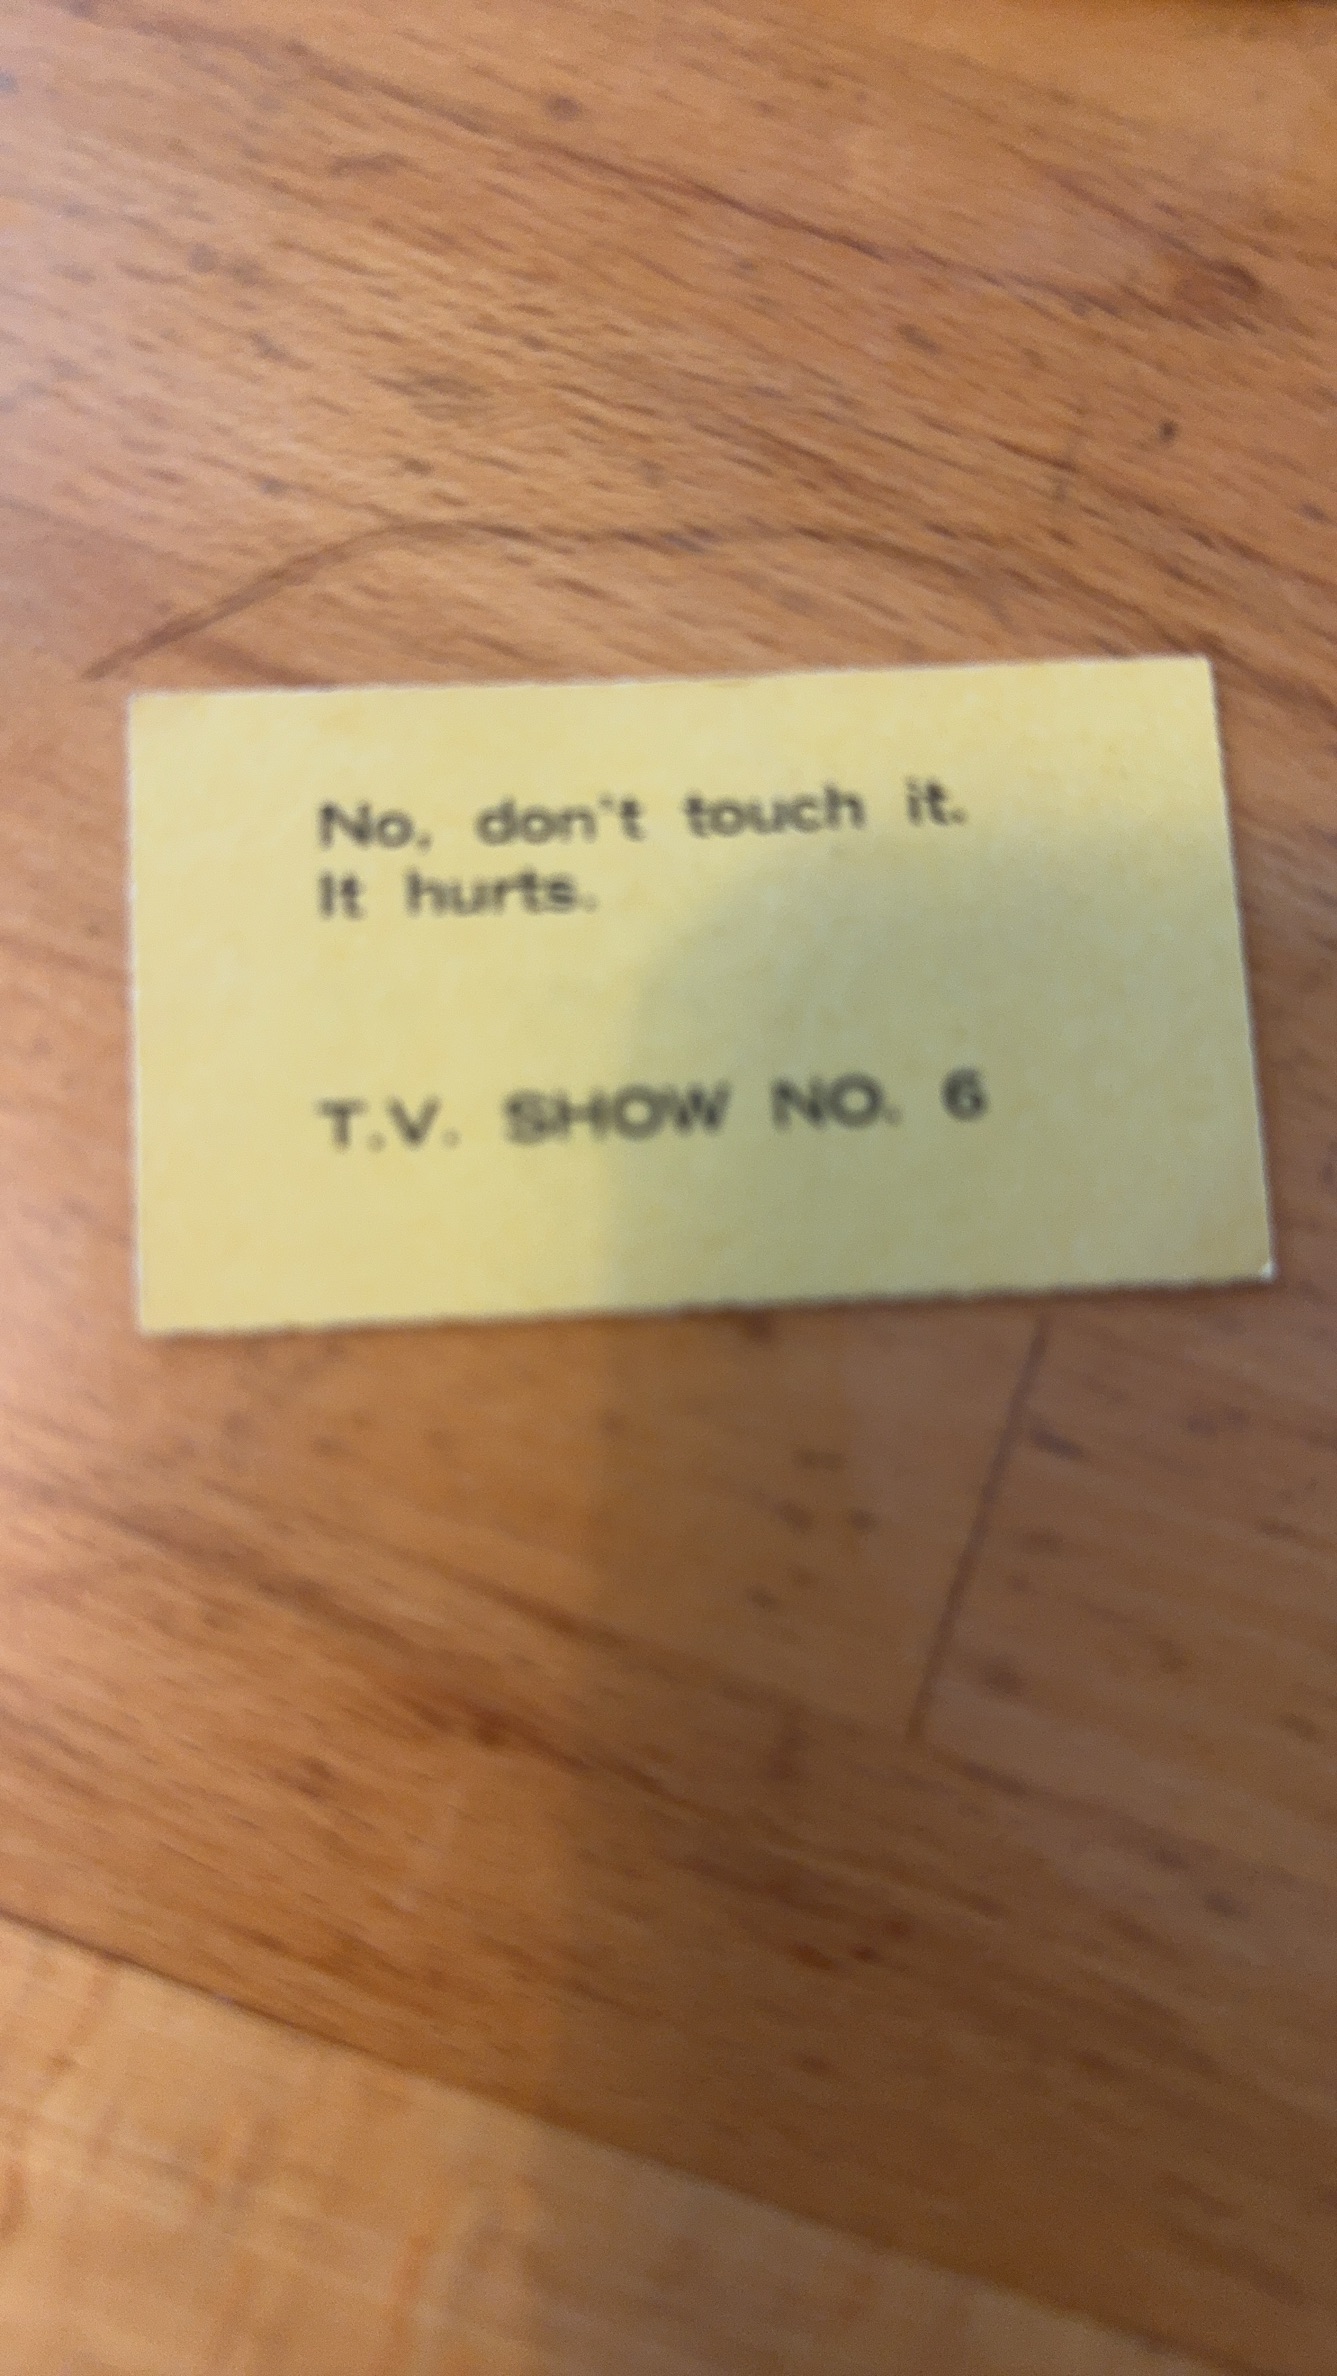 No, don't touch it.
It hurts.
T.V. SHOW NO. 6